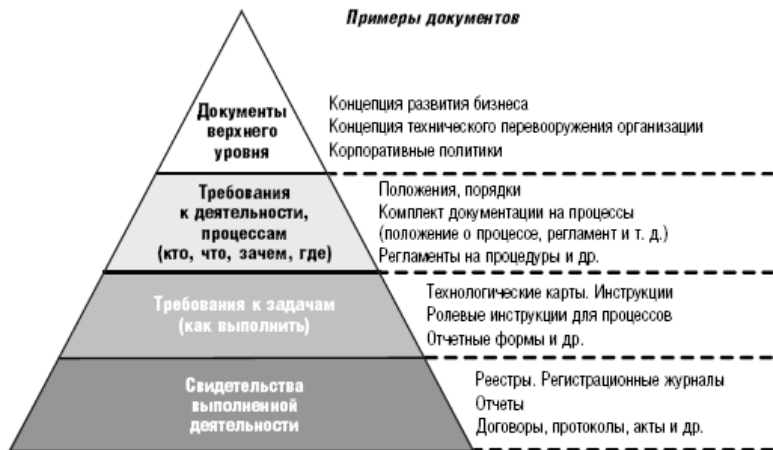 Примеры документов
Документы
верхнего
уровня
Концепция развития бизнеса
Концепция технического перевооружения организации
Корпоративные политики
Требования
к деятельности,
процессам
(кто, что, зачем, где)
Положения, порядки
Комплект документации на процессы
(положение о процессе, регламент и т. д.)
Регламенты на процедуры и др.
Требования к задачам
(как выполнить)
Технологические карты. Инструкции
Ролевые инструкции для процессов
Отчетные формы и др.
Свидетельства
выполненной
деятельности
Реестры. Регистрационные журналы
Отчеты
Договоры, протоколы, акты и др.